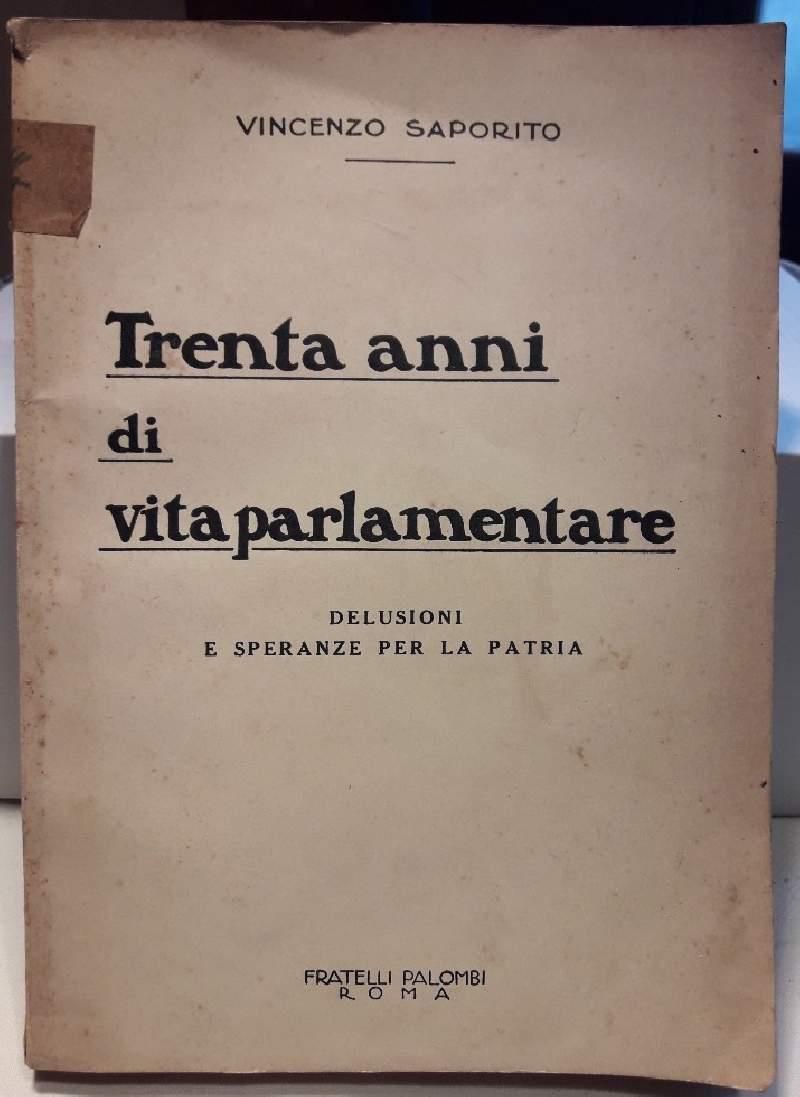 VINCENZO SAPORITO
Trenta anni
di
vita parlamentare
DELUSIONI
E SPERANZE PER LA PATRIA
FRATELLI PALOMBI
ROMA